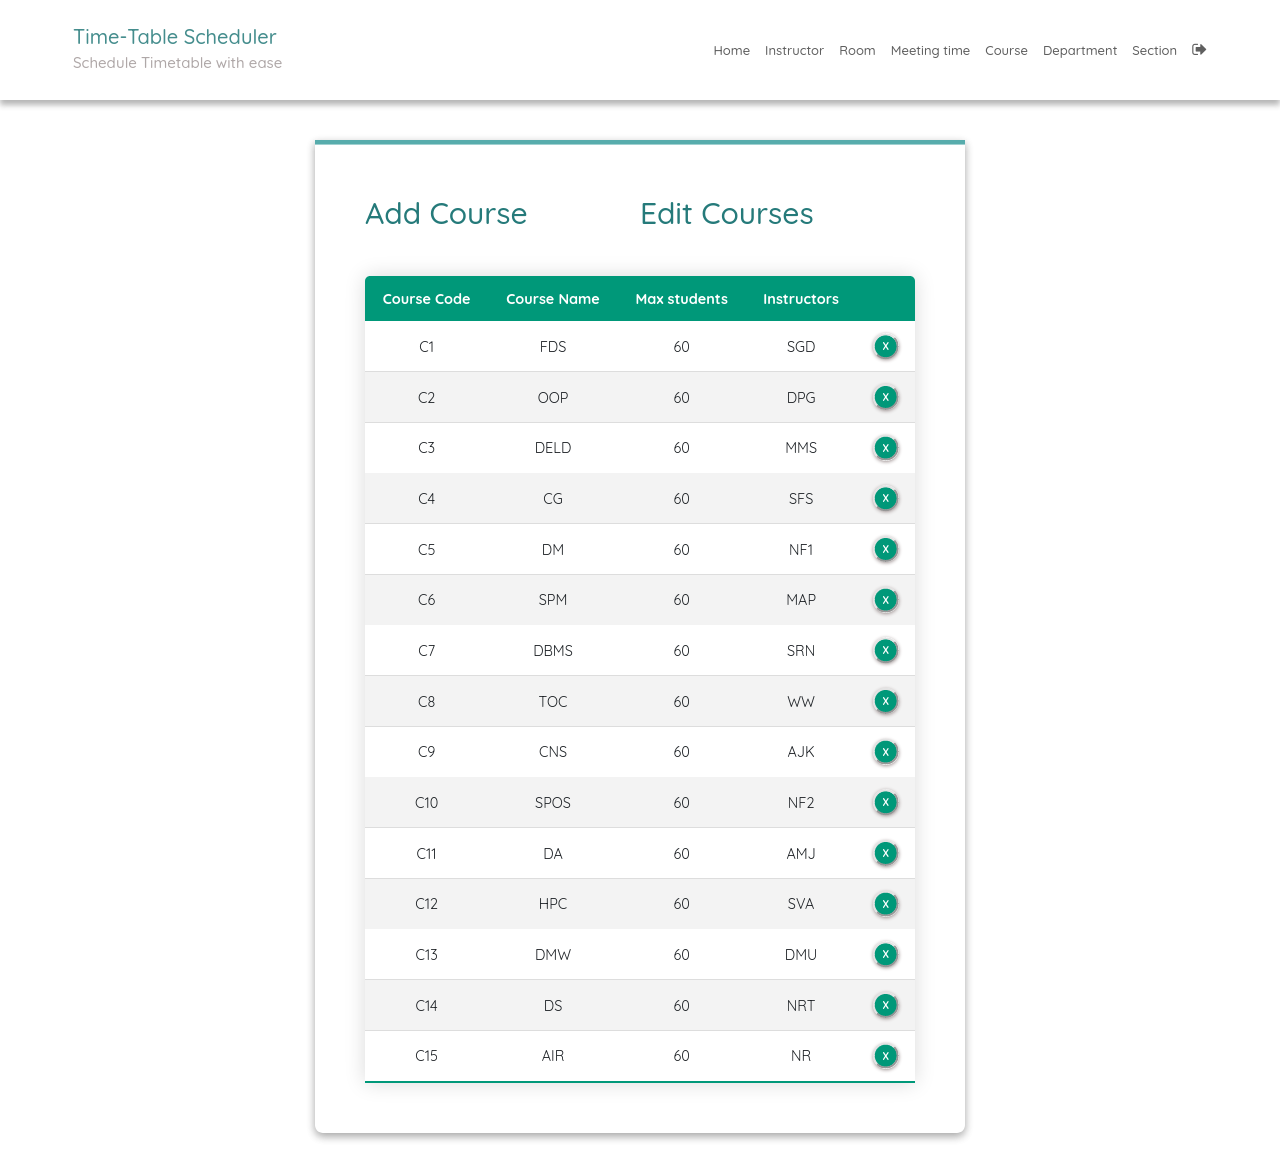 Time-Table Scheduler
Schedule Timetable with ease
Home Instructor Room Meeting time Course Department Section
Add Course Edit Courses
Course Code Course Name Max students Instructors
C1 FDS 60 SGD X
C2 OOP 60 DPG X
C3 DELD 60 MMS X
C4 CG 60 SFS X
C5 DM 60 NF1 X
C6 SPM 60 MAP X
C7 DBMS 60 SRN X
C8 TOC 60 WW X
C9 CNS 60 AJK X
C10 SPOS 60 NF2 X
C11 DA 60 AMJ X
C12 HPC 60 SVA X
C13 DMW 60 DMU X
C14 DS 60 NRT X
C15 AIR 60 NR X